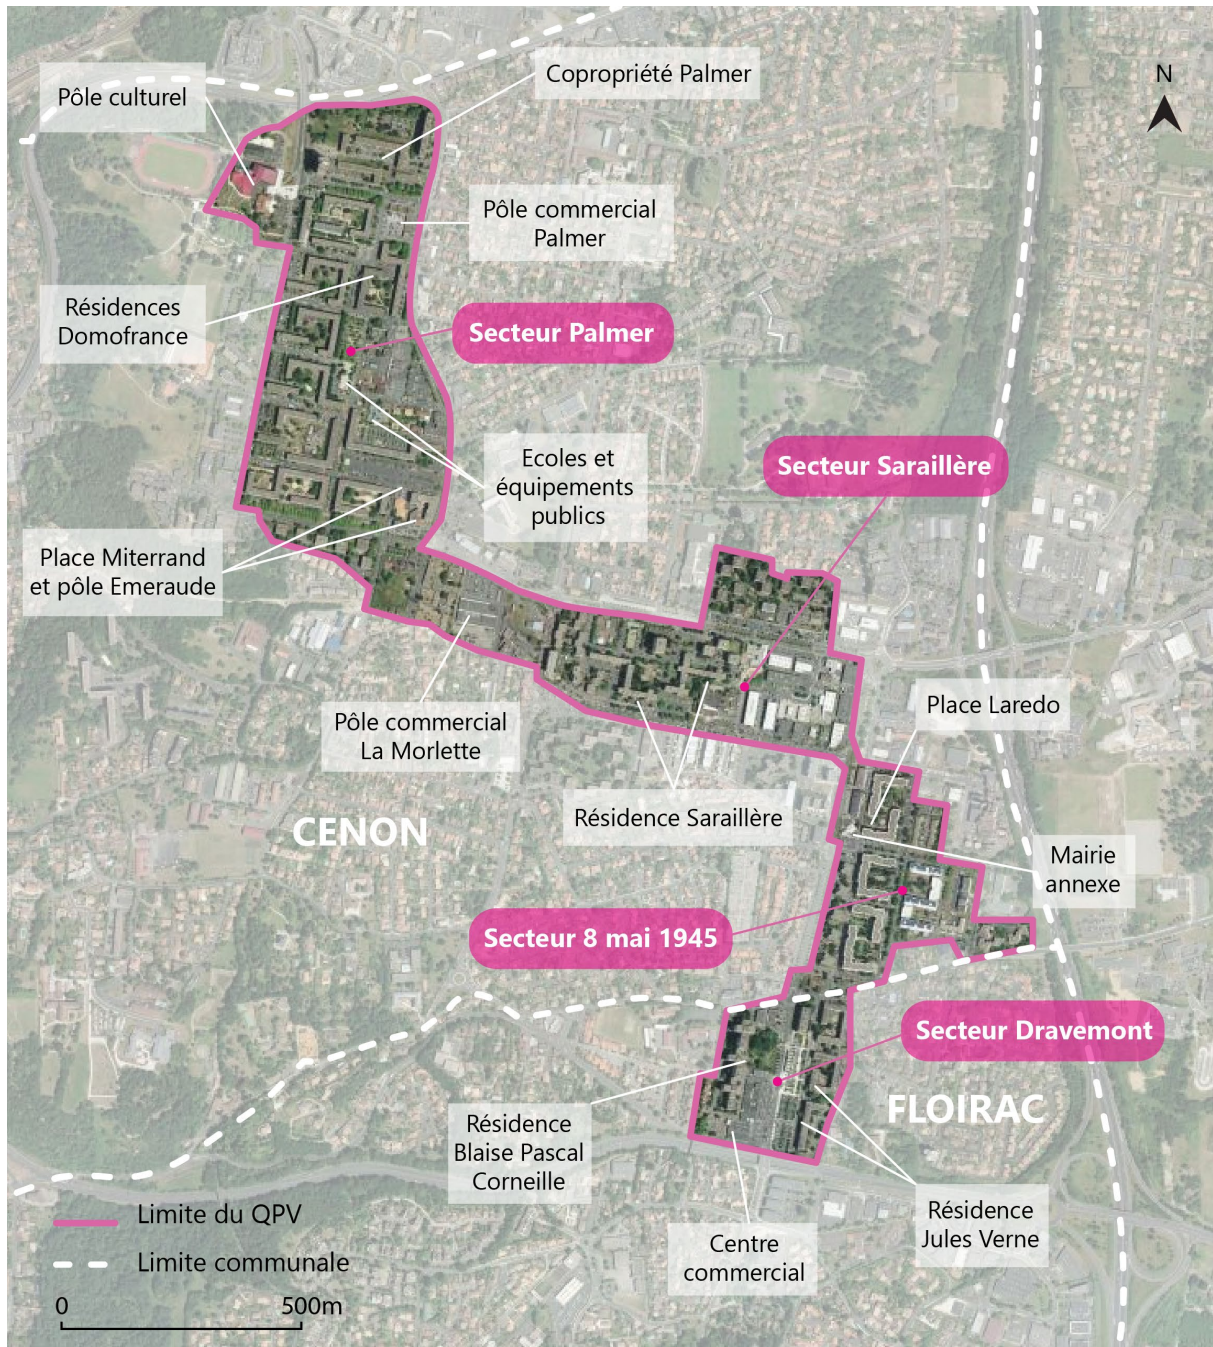 Copropriété Palmer
N
Pôle culturel
Pôle commercial
Palmer
Résidences
Domofrance
Secteur Palmer
Ecoles et
équipements
publics
Secteur Saraillère
Place Miterrand
et pôle Emeraude
Place Laredo
Pôle commercial
La Morlette
Résidence Saraillère
CENON
Mairie
annexe
Secteur 8 mai 1945
Secteur Dravemont
FLOIRAC
Résidence
Blaise Pascal
Corneille
Résidence
Jules Verne
Centre
commercial
Limite du QPV
Limite communale
0 500m